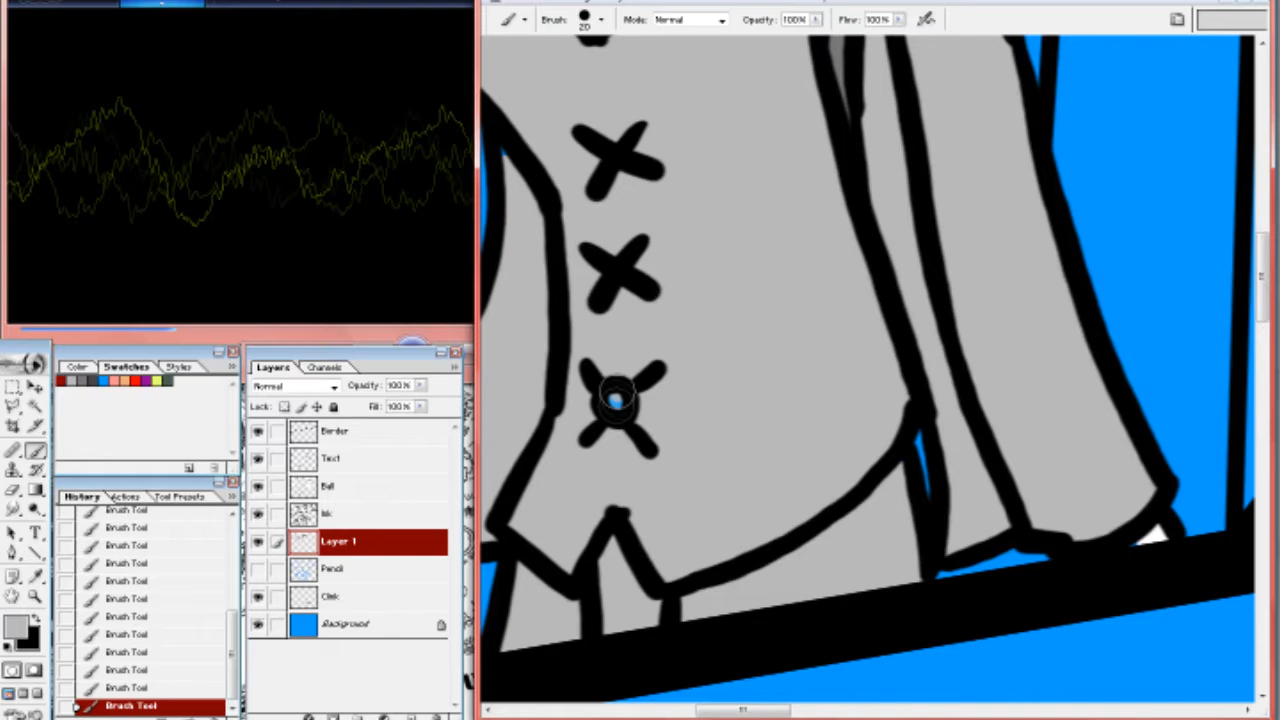 Brush: 20 Mode: Normal Opacity: 100% Flow: 100%
Color Swatches Styles
Layers Channels
Normal Opacity: 100%
Lock: Fill: 100%
Border
Text
Ball
Ink
Layer 1
Pencil
Background
History Actions Tool Presets
Brush Tool
Brush Tool
Brush Tool
Brush Tool
Brush Tool
Brush Tool
Brush Tool
Brush Tool
Brush Tool
Brush Tool
Brush Tool
Brush Tool